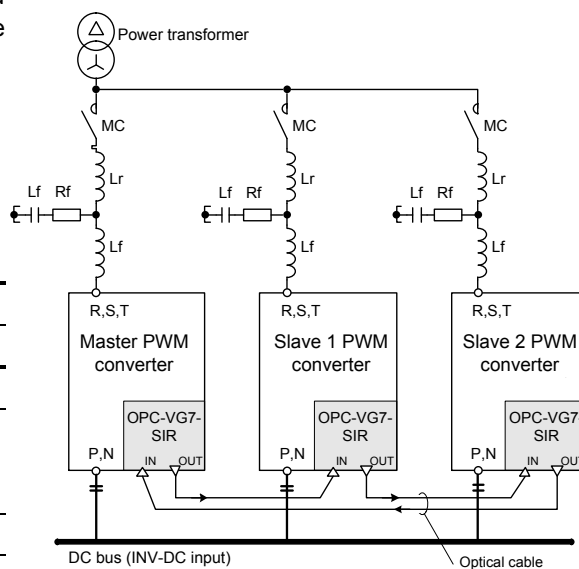 Power transformer
MC MC MC
Lr Lr Lr
Lf Rf Lf Rf Lf Rf
Lf Lf Lf
R,S,T R,S,T R,S,T
Master PWM converter
Slave 1 PWM converter
Slave 2 PWM converter
OPC-VG7-SIR OPC-VG7-SIR OPC-VG7-SIR
P,N IN OUT P,N IN OUT P,N IN OUT
DC bus (INV-DC input)
Optical cable